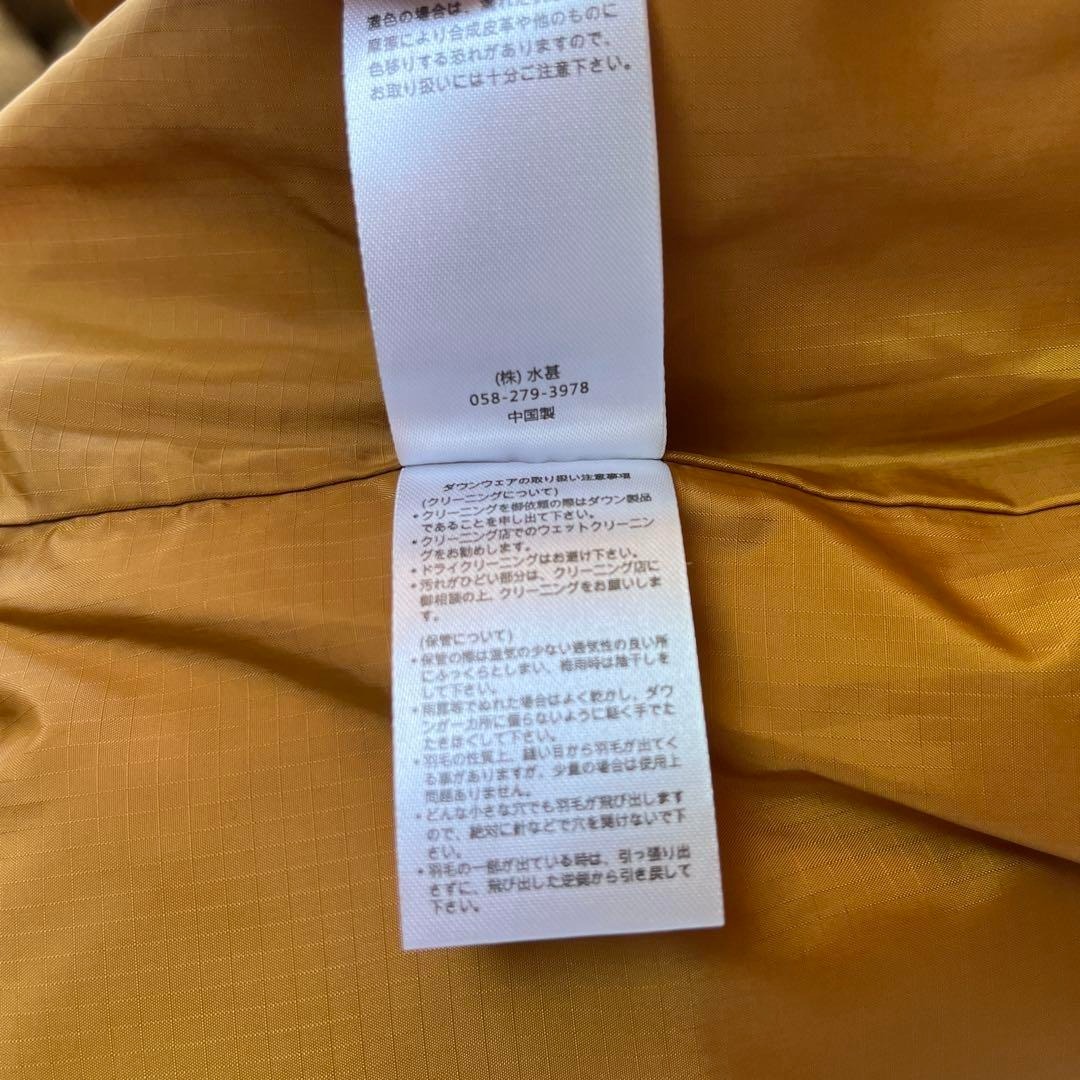 濃色の場合は、
摩擦により合成皮革や他のものに
色移りする恐れがありますので、
お取り扱いには十分ご注意下さい。
(株) 水甚
058-279-3978
中国製
ダウンウェアの取り扱い注意事項
(クリーニングについて)
・クリーニングを御依頼の際はダウン製品
であることを申し出て下さい。
・クリーニング店でのウェットクリーニン
グをお勧めします。
・ドライクリーニングはお避け下さい。
・汚れがひどい部分は、クリーニング店に
御相談の上、クリーニングをお願いしま
す。
(保管について)
・保管の際は湿気の少ない通気性の良い所
にふっくらとしまい、梅雨時は陰干しを
して下さい。
・雨露等でぬれた場合はよく乾かし、ダウ
ンが一カ所に偏らないように軽く手でた
たきほぐして下さい。
・羽毛の性質上、縫い目から羽毛が出てく
る事がありますが、少量の場合は使用上
問題ありません。
・どんな小さな穴でも羽毛が飛び出します
ので、絶対に針などで穴を開けないで下
さい。
・羽毛の一部が出ている時は、引っ張り出
さずに、飛び出した逆側から引き戻して
下さい。